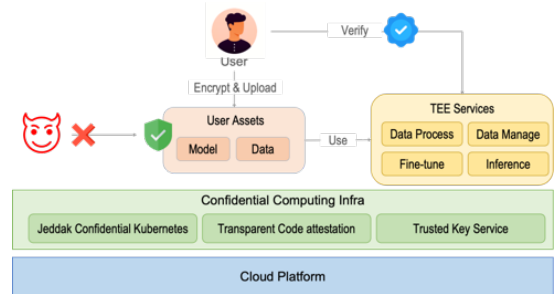 User
Verify
Encrypt & Upload
User Assets
Model
Data
Use
TEE Services
Data Process
Data Manage
Fine-tune
Inference
Confidential Computing Infra
Jeddak Confidential Kubernetes
Transparent Code attestation
Trusted Key Service
Cloud Platform